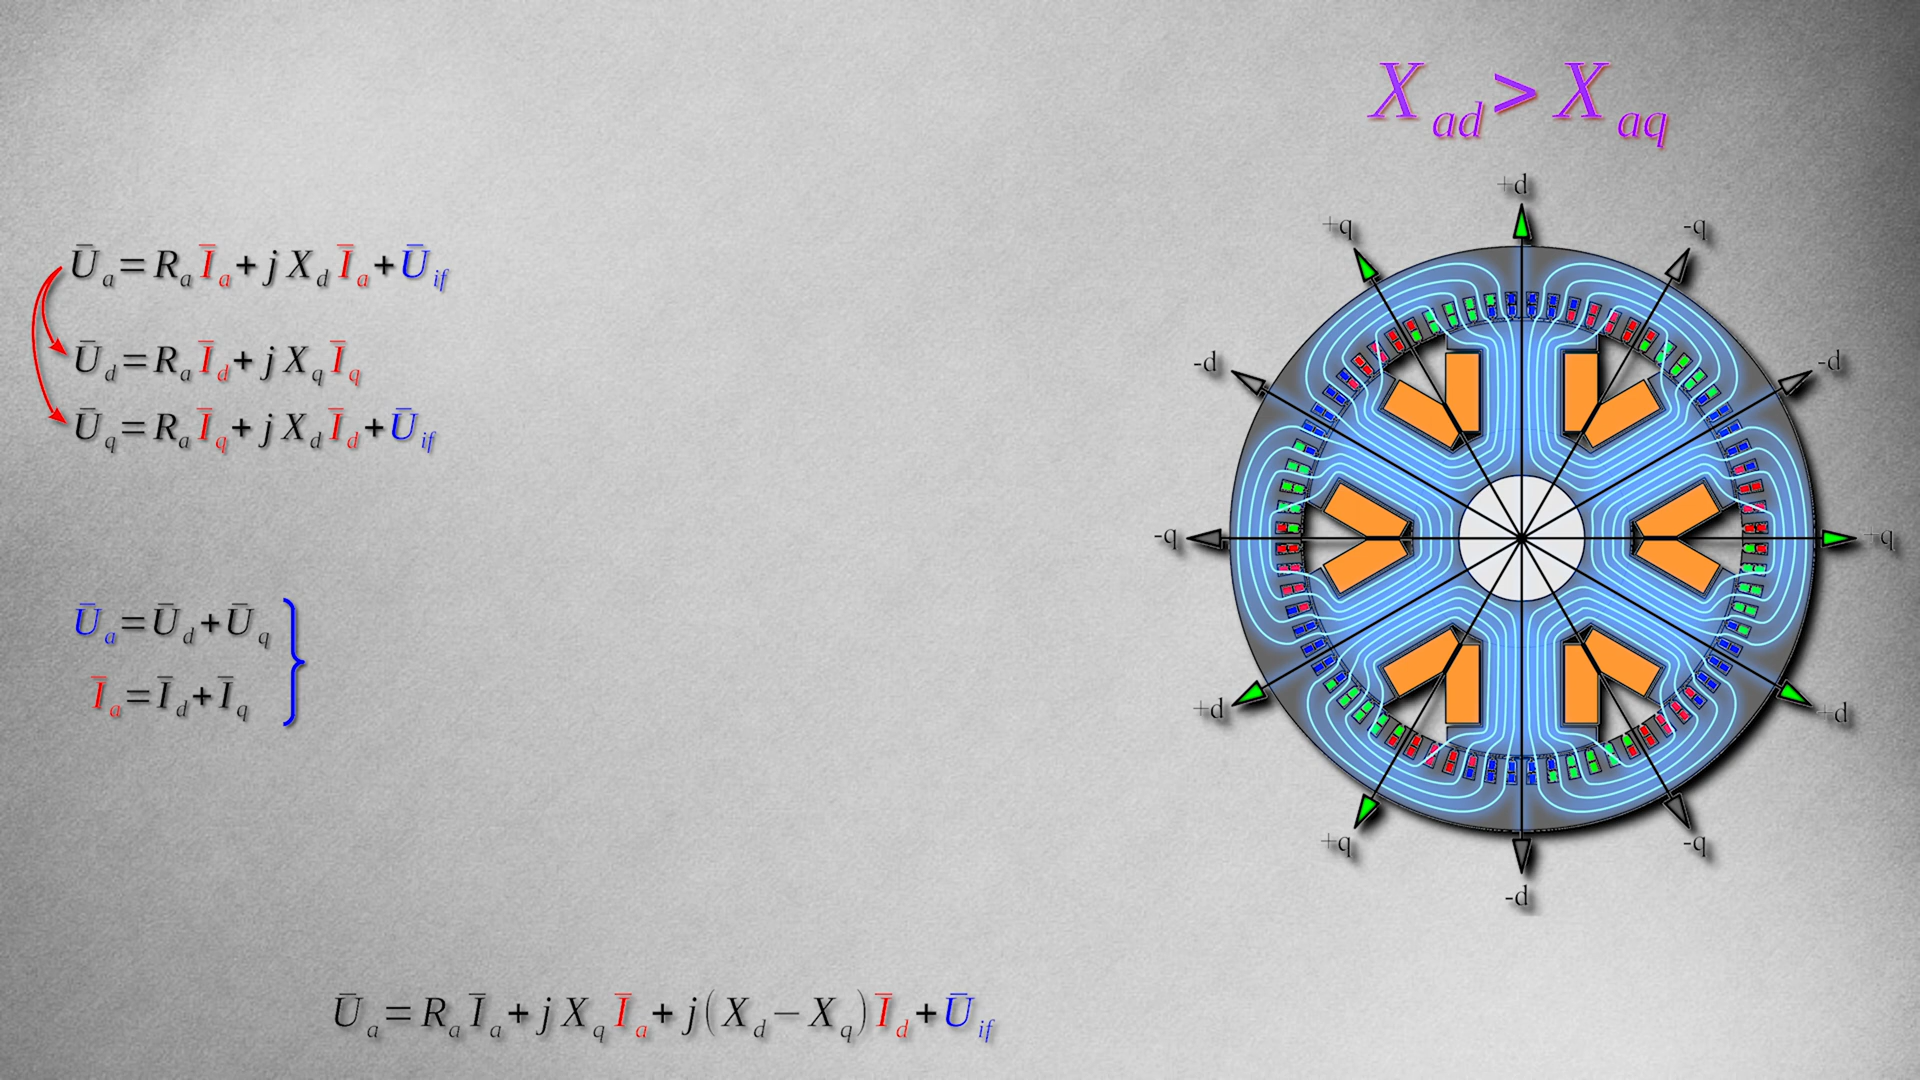 X_ad > X_aq
Ū_a = R_a Ī_a + j X_d Ī_a + Ū_if
Ū_d = R_a Ī_d + j X_q Ī_q
Ū_q = R_a Ī_q + j X_d Ī_d + Ū_if
Ū_a = Ū_d + Ū_q
Ī_a = Ī_d + Ī_q
Ū_a = R_a Ī_a + j X_q Ī_a + j(X_d − X_q) Ī_d + Ū_if
+d
+q
-q
-d
-d
-q
+q
+d
+d
+q
-q
-d